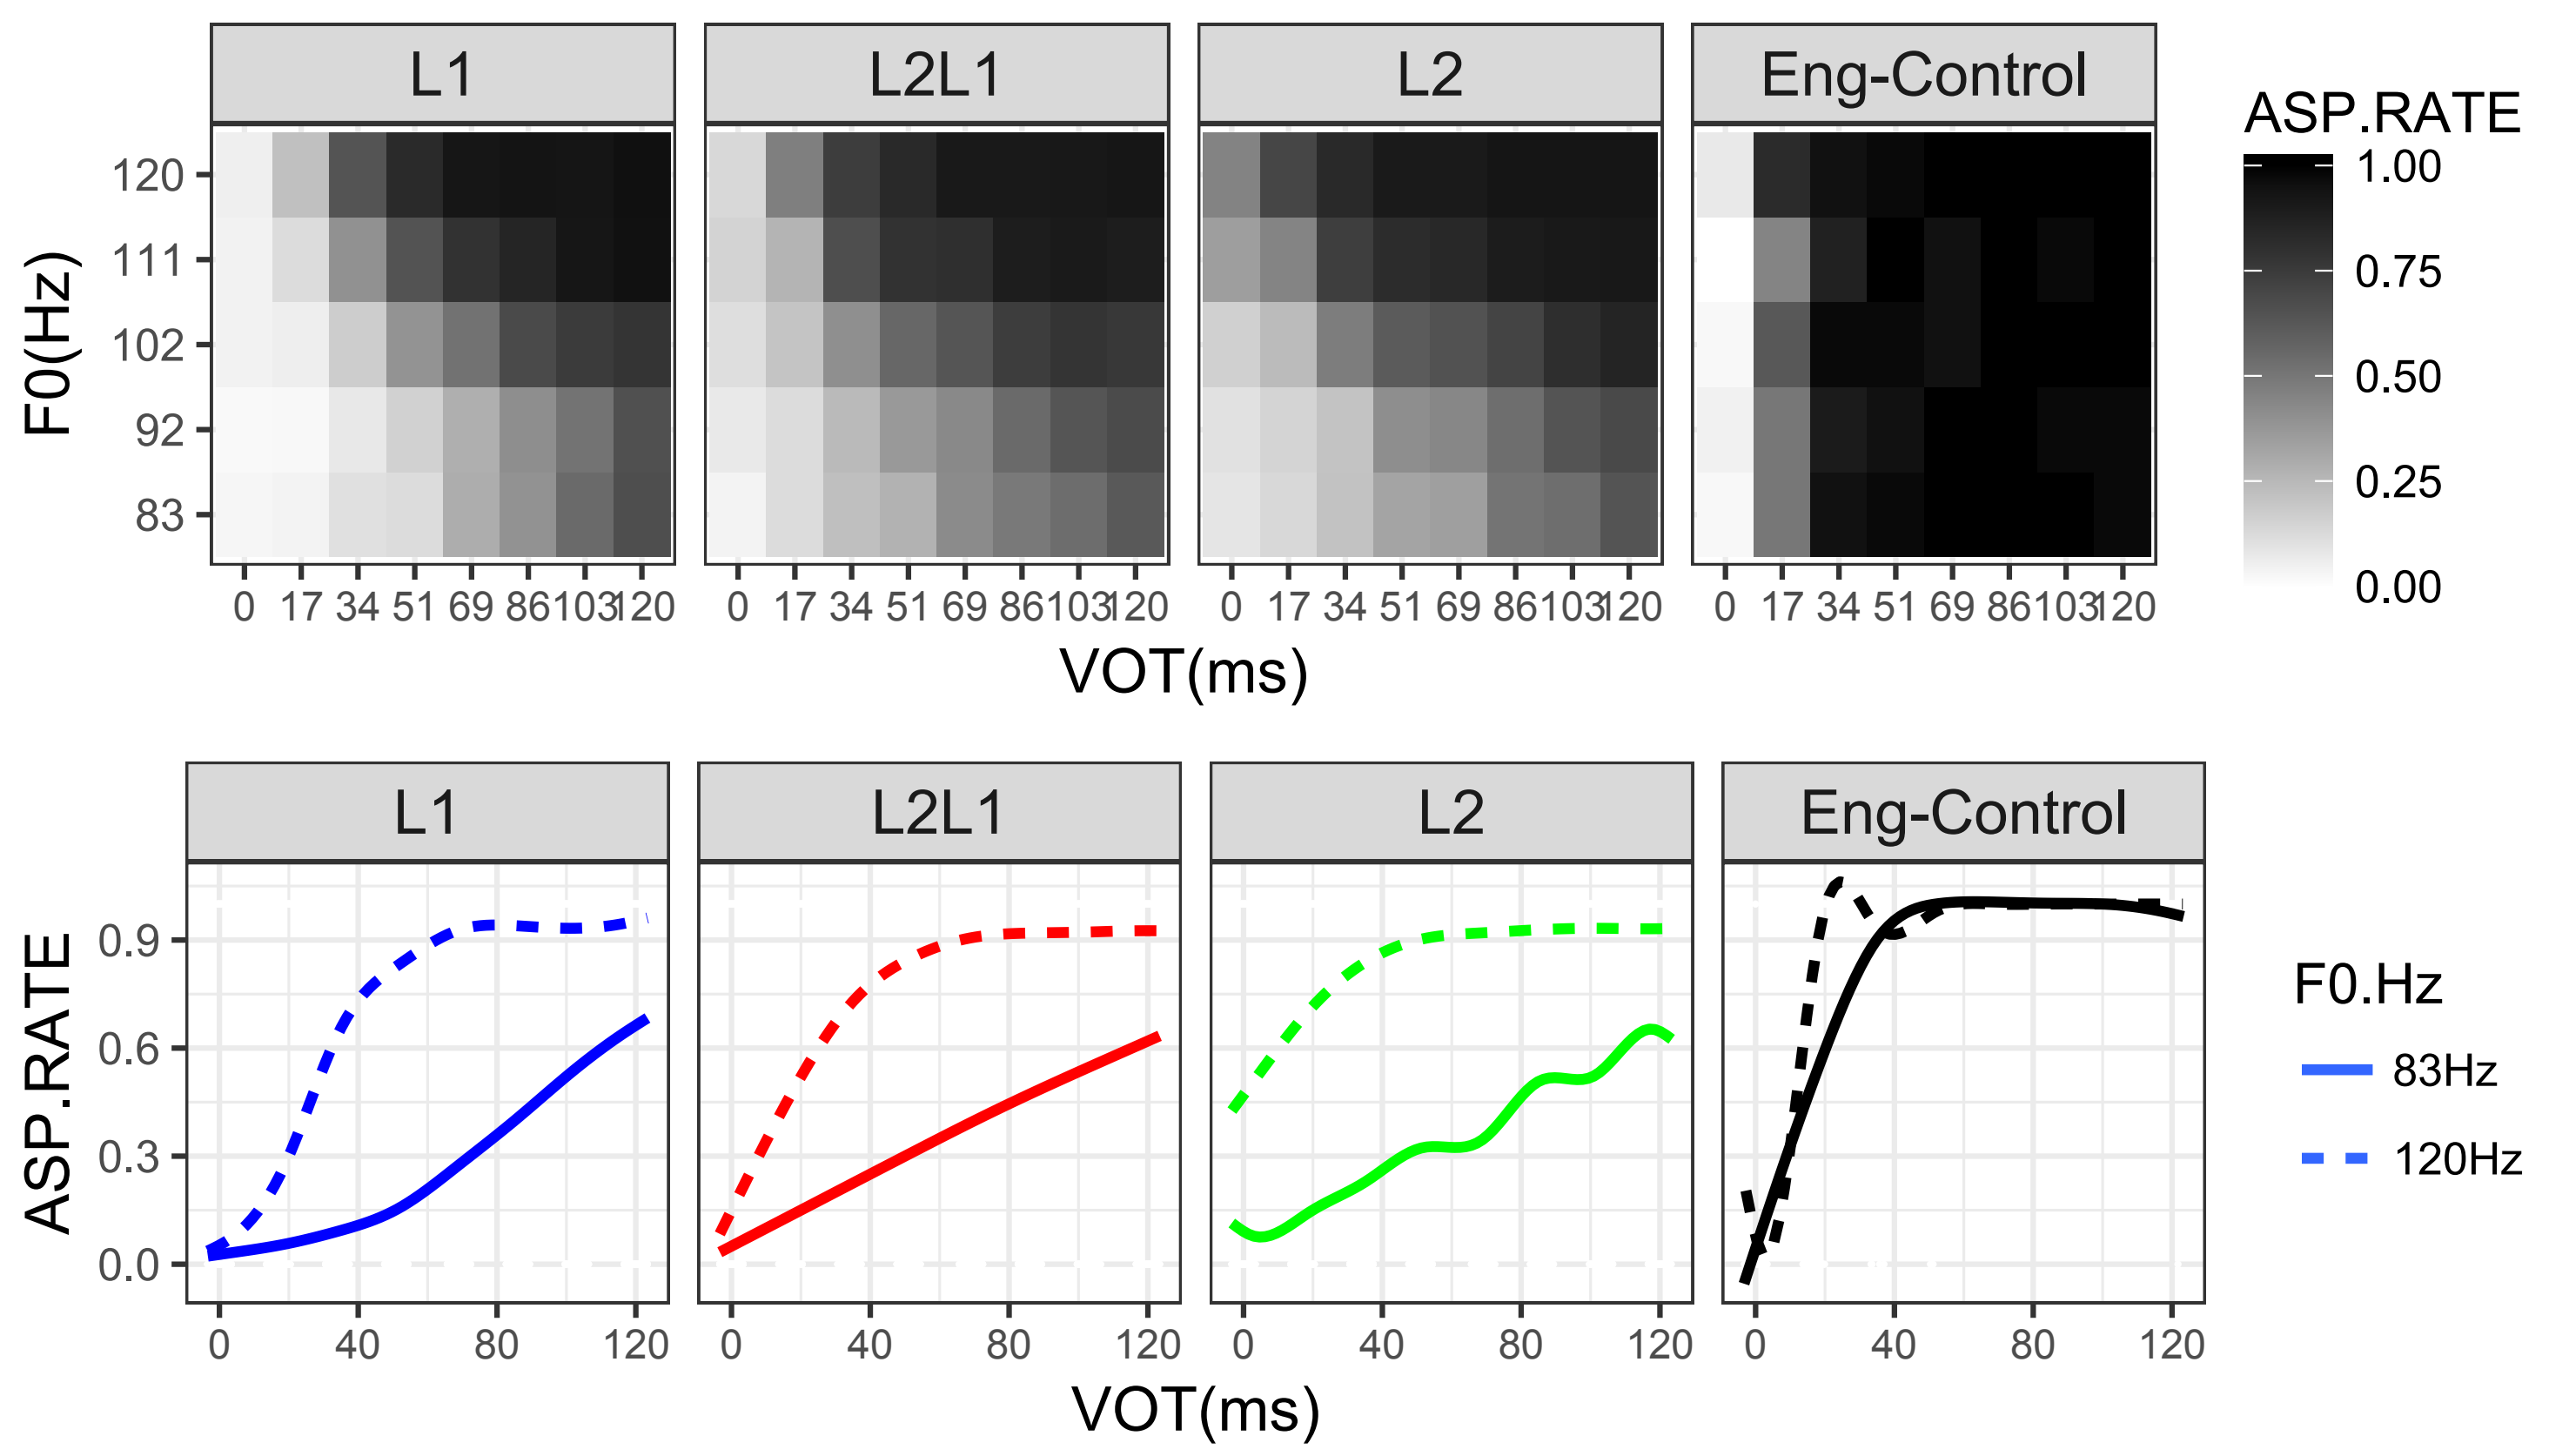 L1 L2L1 L2 Eng-Control
ASP.RATE
1.00
0.75
0.50
0.25
0.00
F0(Hz)
120
111
102
92
83
0 17 34 51 69 86 103 120 0 17 34 51 69 86 103 120 0 17 34 51 69 86 103 120 0 17 34 51 69 86 103 120
VOT(ms)
L1 L2L1 L2 Eng-Control
ASP.RATE
0.9
0.6
0.3
0.0
F0.Hz
83Hz
120Hz
0 40 80 120 0 40 80 120 0 40 80 120 0 40 80 120
VOT(ms)